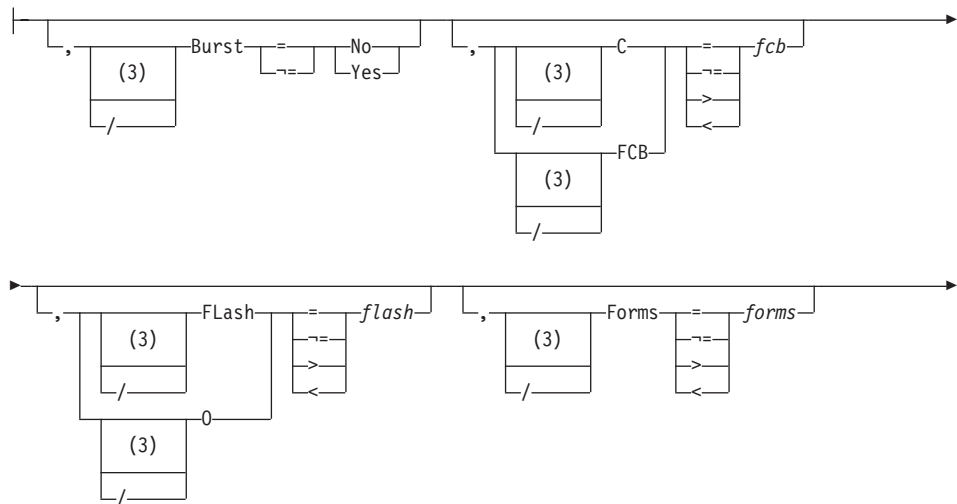 , Burst = No , C = fcb
(3) ¬= Yes (3) ¬=
/ / >
<
FCB
(3)
/
, FLash = flash , Forms = forms
(3) ¬= (3) ¬=
/ > / >
< <
O
(3)
/